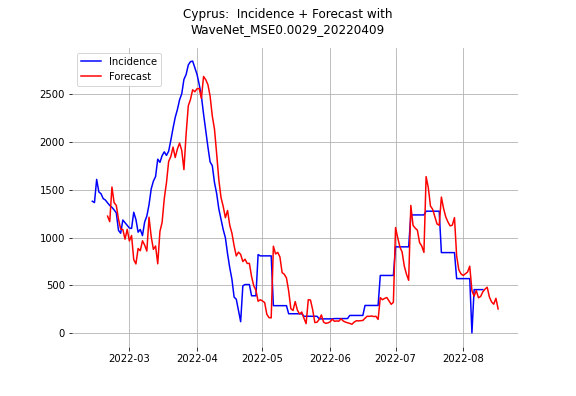 Cyprus:  Incidence + Forecast with
WaveNet_MSE0.0029_20220409
Incidence
Forecast
2500
2000
1500
1000
500
0
2022-03 2022-04 2022-05 2022-06 2022-07 2022-08